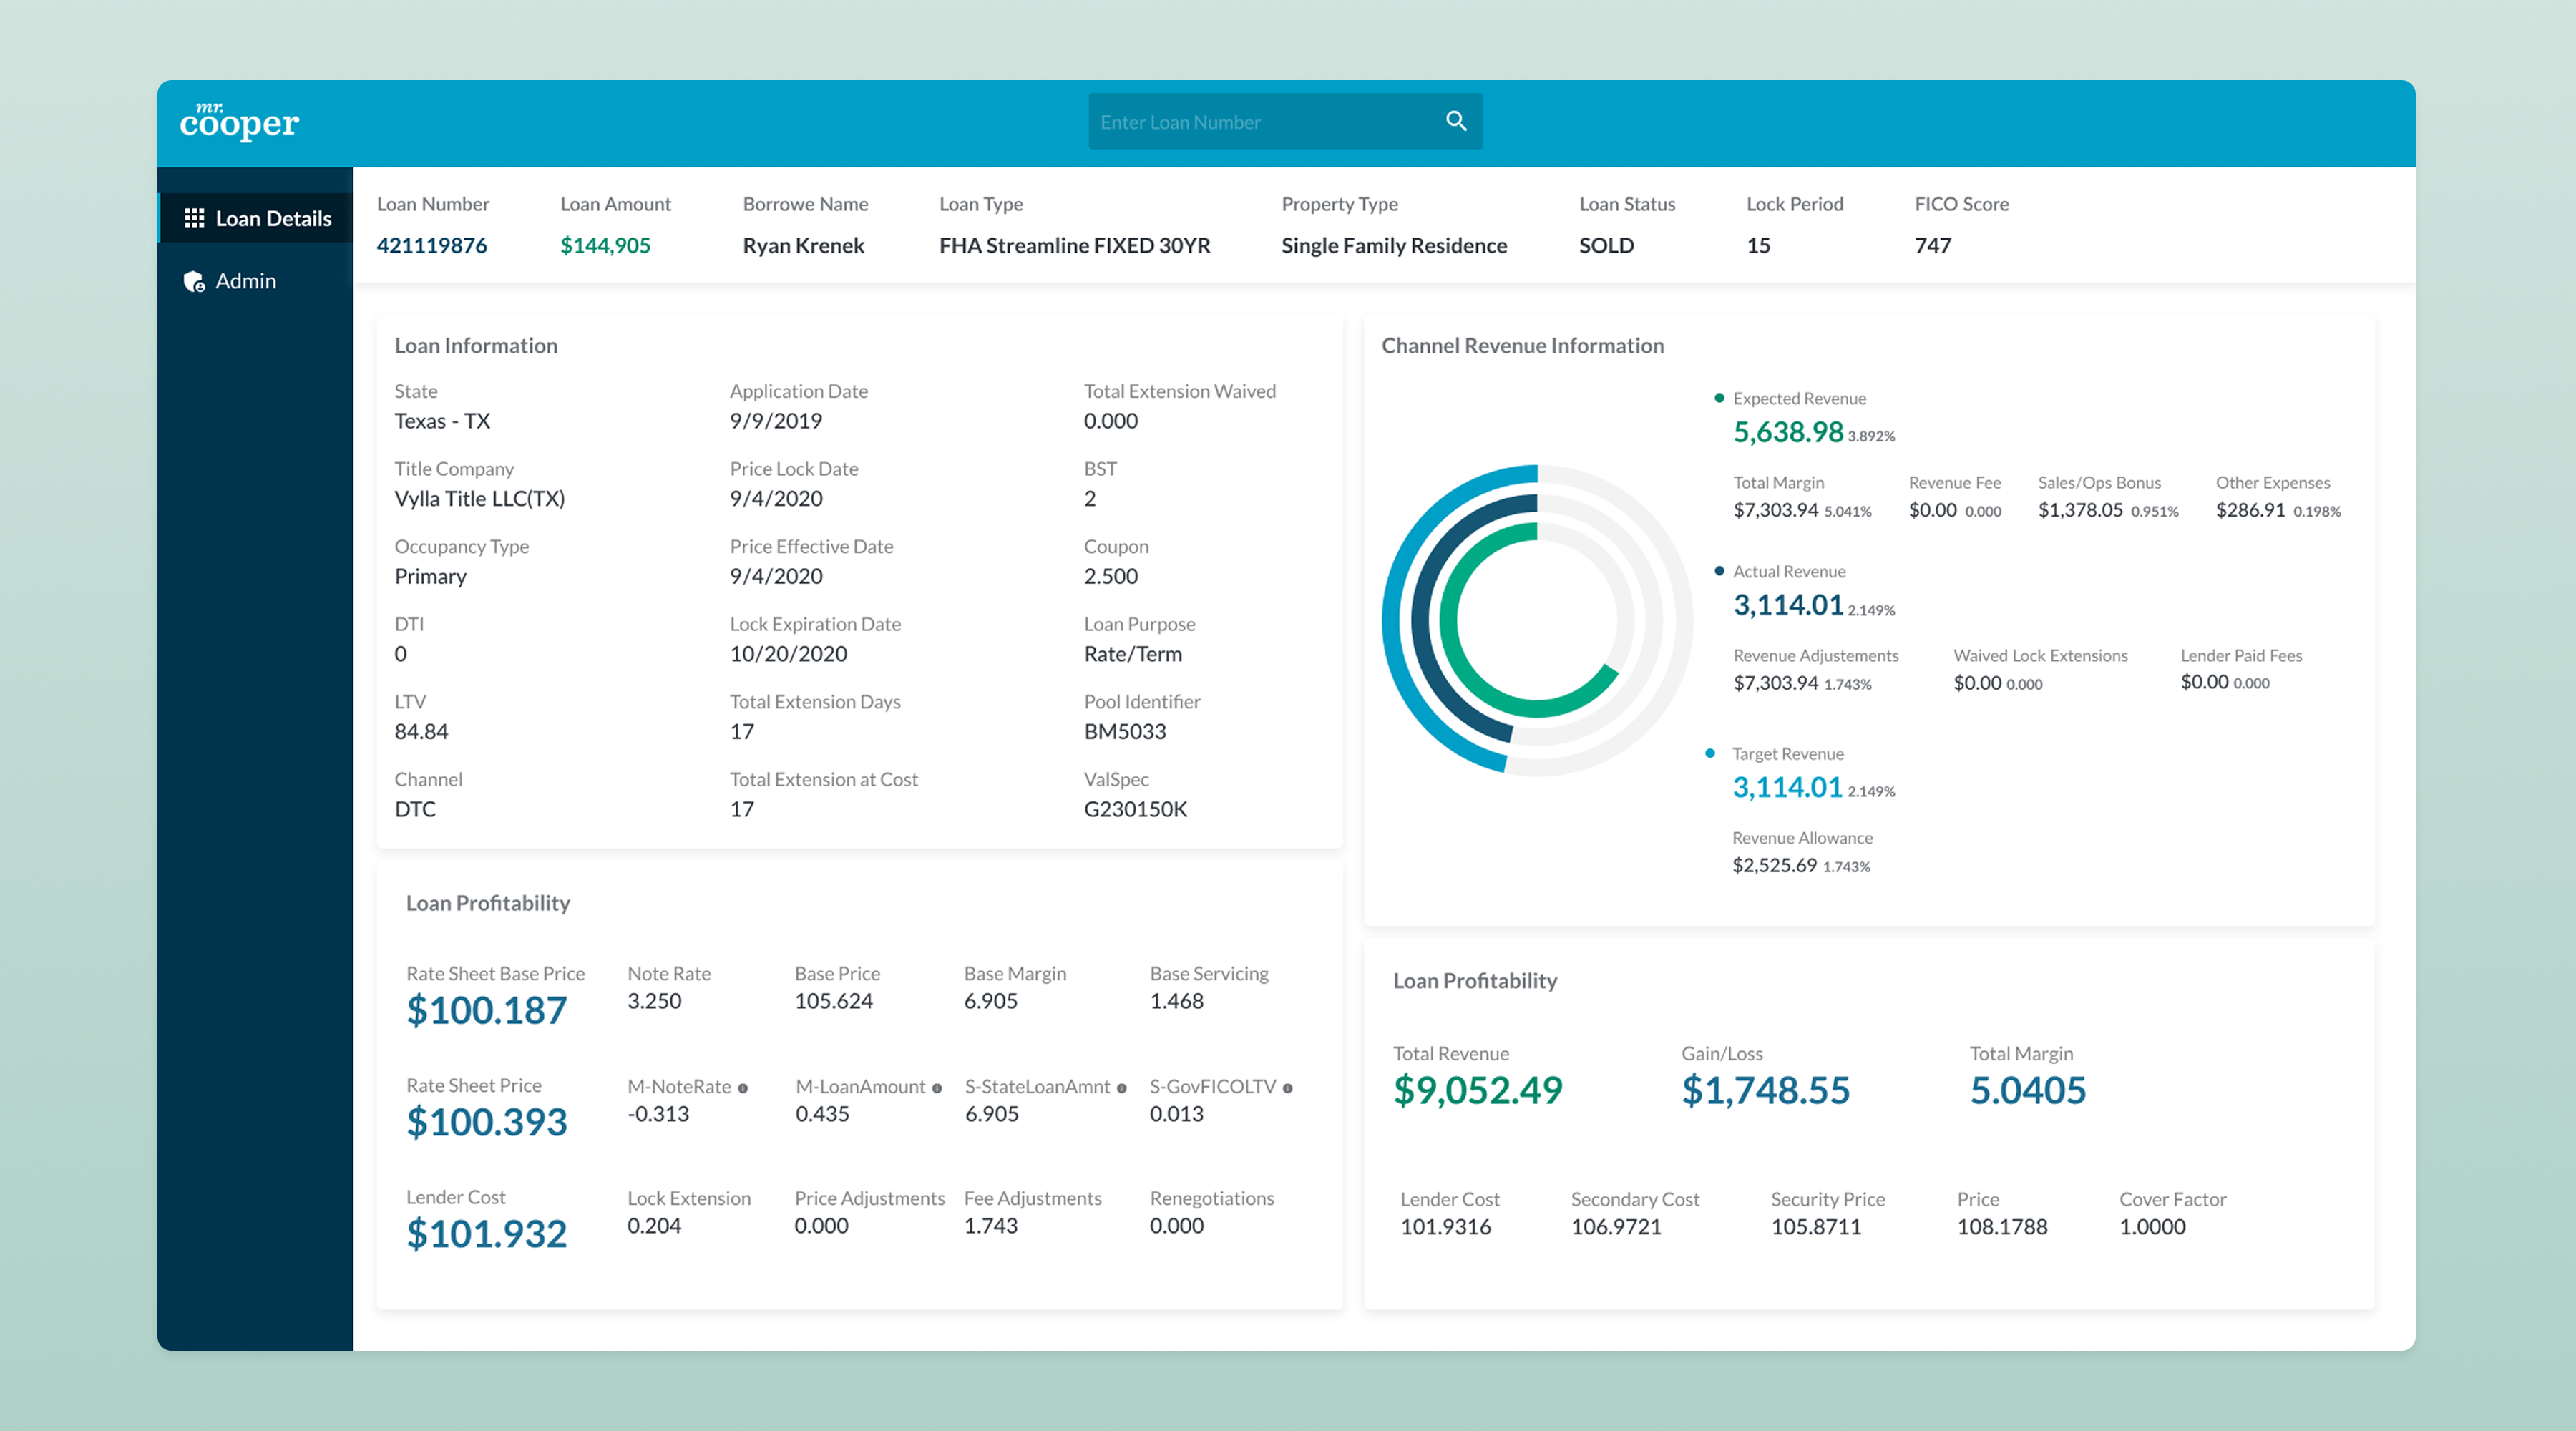 mr.
cooper
Enter Loan Number
Loan Details
Admin
Loan Number
421119876
Loan Amount
$144,905
Borrowe Name
Ryan Krenek
Loan Type
FHA Streamline FIXED 30YR
Property Type
Single Family Residence
Loan Status
SOLD
Lock Period
15
FICO Score
747
Loan Information
State
Texas - TX
Application Date
9/9/2019
Total Extension Waived
0.000
Title Company
Vylla Title LLC(TX)
Price Lock Date
9/4/2020
BST
2
Occupancy Type
Primary
Price Effective Date
9/4/2020
Coupon
2.500
DTI
0
Lock Expiration Date
10/20/2020
Loan Purpose
Rate/Term
LTV
84.84
Total Extension Days
17
Pool Identifier
BM5033
Channel
DTC
Total Extension at Cost
17
ValSpec
G230150K
Channel Revenue Information
Expected Revenue
5,638.98 3.892%
Total Margin
$7,303.94 5.041%
Revenue Fee
$0.00 0.000
Sales/Ops Bonus
$1,378.05 0.951%
Other Expenses
$286.91 0.198%
Actual Revenue
3,114.01 2.149%
Revenue Adjustements
$7,303.94 1.743%
Waived Lock Extensions
$0.00 0.000
Lender Paid Fees
$0.00 0.000
Target Revenue
3,114.01 2.149%
Revenue Allowance
$2,525.69 1.743%
Loan Profitability
Rate Sheet Base Price
$100.187
Note Rate
3.250
Base Price
105.624
Base Margin
6.905
Base Servicing
1.468
Rate Sheet Price
$100.393
M-NoteRate
-0.313
M-LoanAmount
0.435
S-StateLoanAmnt
6.905
S-GovFICOLTV
0.013
Lender Cost
$101.932
Lock Extension
0.204
Price Adjustments
0.000
Fee Adjustments
1.743
Renegotiations
0.000
Loan Profitability
Total Revenue
$9,052.49
Gain/Loss
$1,748.55
Total Margin
5.0405
Lender Cost
101.9316
Secondary Cost
106.9721
Security Price
105.8711
Price
108.1788
Cover Factor
1.0000